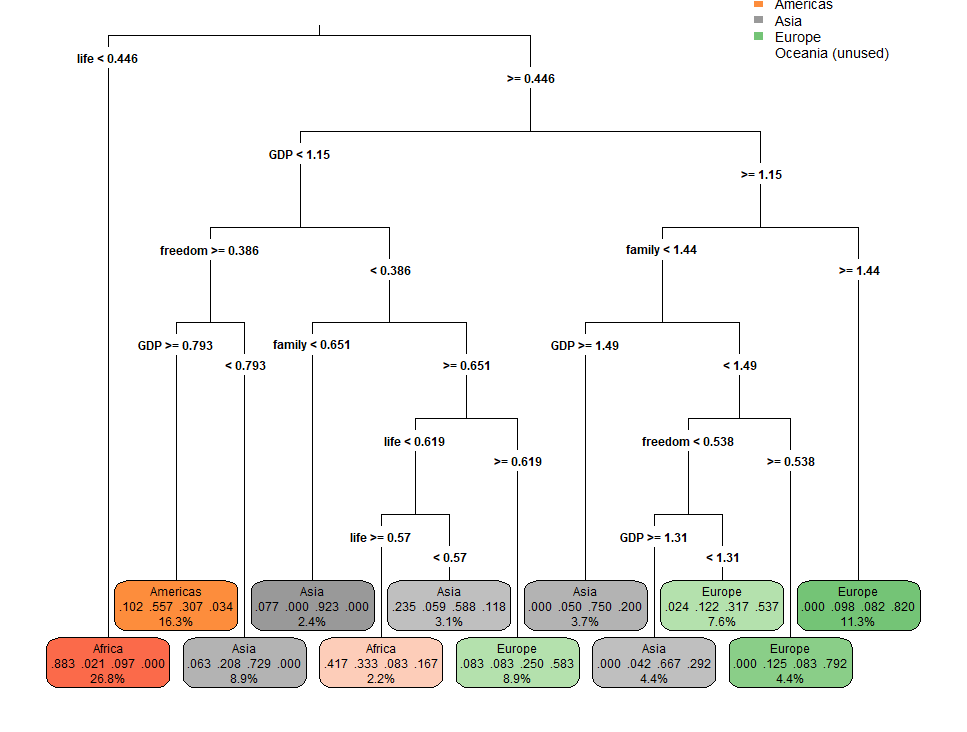 Americas
Asia
Europe
Oceania (unused)
life < 0.446
>= 0.446
GDP < 1.15
>= 1.15
freedom >= 0.386
< 0.386
family < 1.44
>= 1.44
GDP >= 0.793
< 0.793
family < 0.651
>= 0.651
GDP >= 1.49
< 1.49
life < 0.619
>= 0.619
freedom < 0.538
>= 0.538
life >= 0.57
< 0.57
GDP >= 1.31
< 1.31
Americas
.102 .557 .307 .034
16.3%
Asia
.077 .000 .923 .000
2.4%
Asia
.235 .059 .588 .118
3.1%
Asia
.000 .050 .750 .200
3.7%
Europe
.024 .122 .317 .537
7.6%
Europe
.000 .098 .082 .820
11.3%
Africa
.883 .021 .097 .000
26.8%
Asia
.063 .208 .729 .000
8.9%
Africa
.417 .333 .083 .167
2.2%
Europe
.083 .083 .250 .583
8.9%
Asia
.000 .042 .667 .292
4.4%
Europe
.000 .125 .083 .792
4.4%